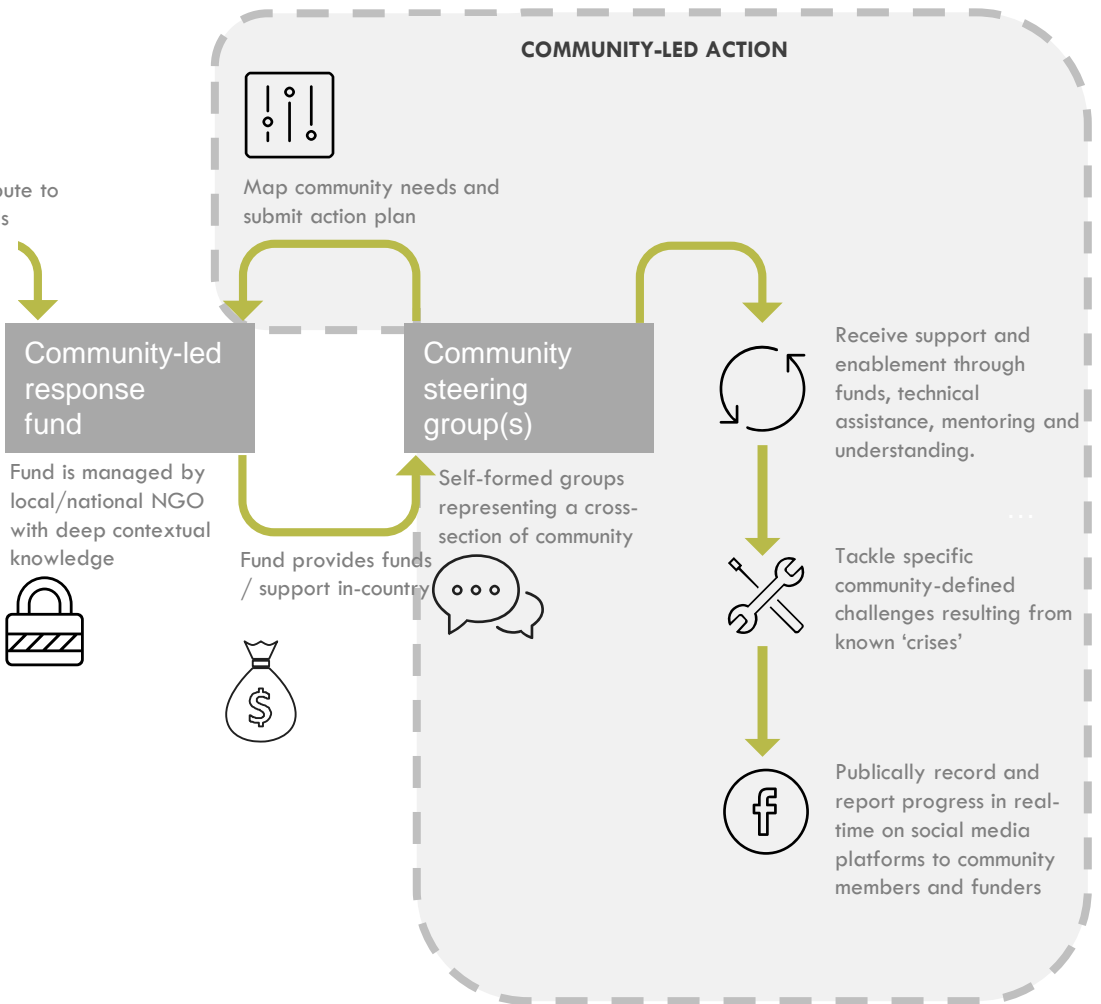 COMMUNITY-LED ACTION
Map community needs and
submit action plan
to
Community-led
response
fund
Fund is managed by
local/national NGO
with deep contextual
knowledge
Fund provides funds
/ support in-country
$
Community
steering
group(s)
Self-formed groups
representing a cross-
section of community
Receive support and
enablement through
funds, technical
assistance, mentoring and
understanding.
...
Tackle specific
community-defined
challenges resulting from
known ‘crises’
f
Publically record and
report progress in real-
time on social media
platforms to community
members and funders